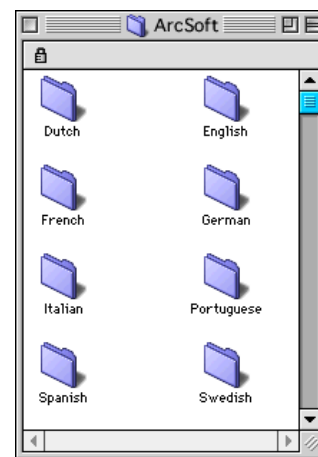 ArcSoft
Dutch English
French German
Italian Portuguese
Spanish Swedish